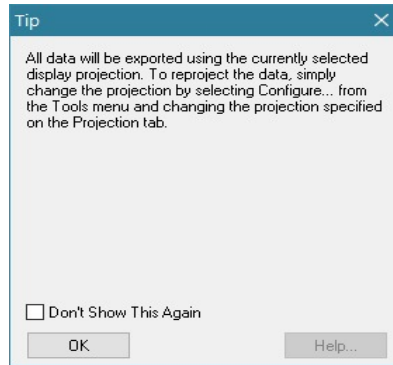 Tip
All data will be exported using the currently selected
display projection. To reproject the data, simply
change the projection by selecting Configure... from
the Tools menu and changing the projection specified
on the Projection tab.
Don't Show This Again
OK
Help...